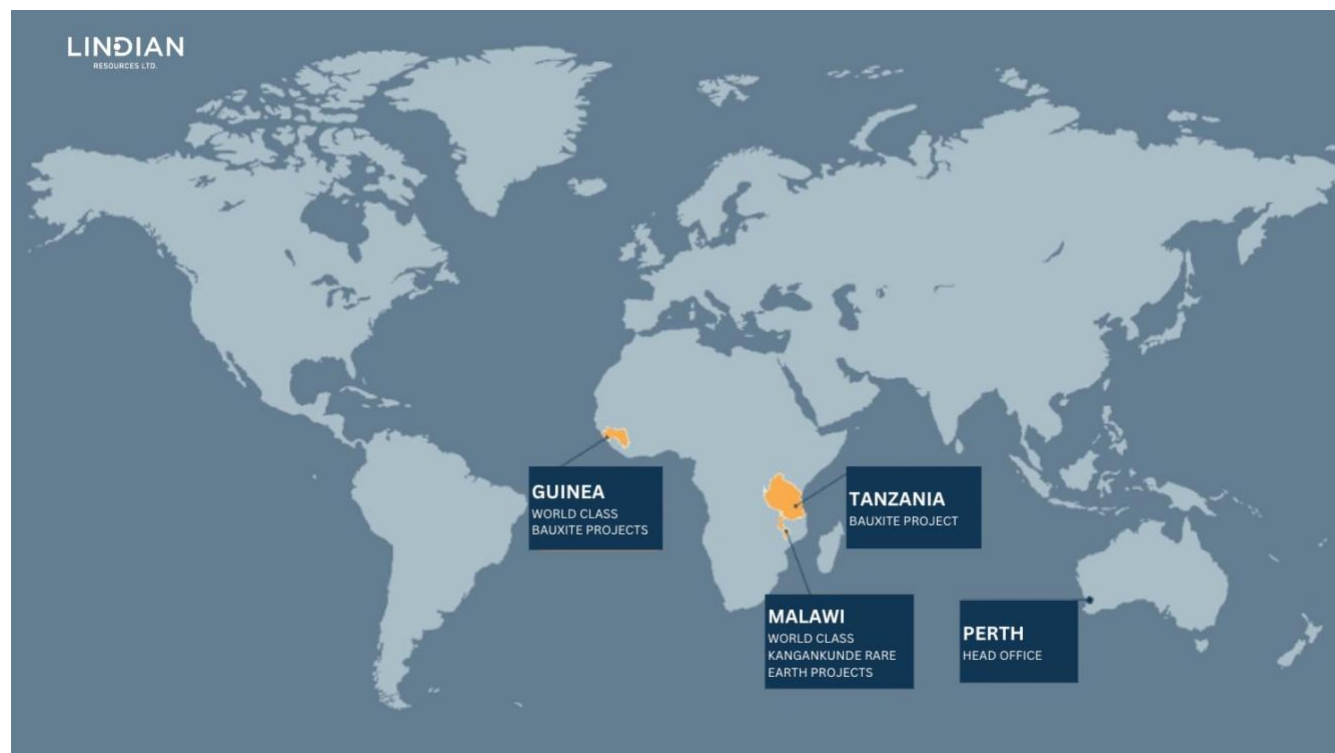 LINDIAN
RESOURCES LTD.
GUINEA
WORLD CLASS
BAUXITE PROJECTS
TANZANIA
BAUXITE PROJECT
MALAWI
WORLD CLASS
KANGANKUNDE RARE
EARTH PROJECTS
PERTH
HEAD OFFICE